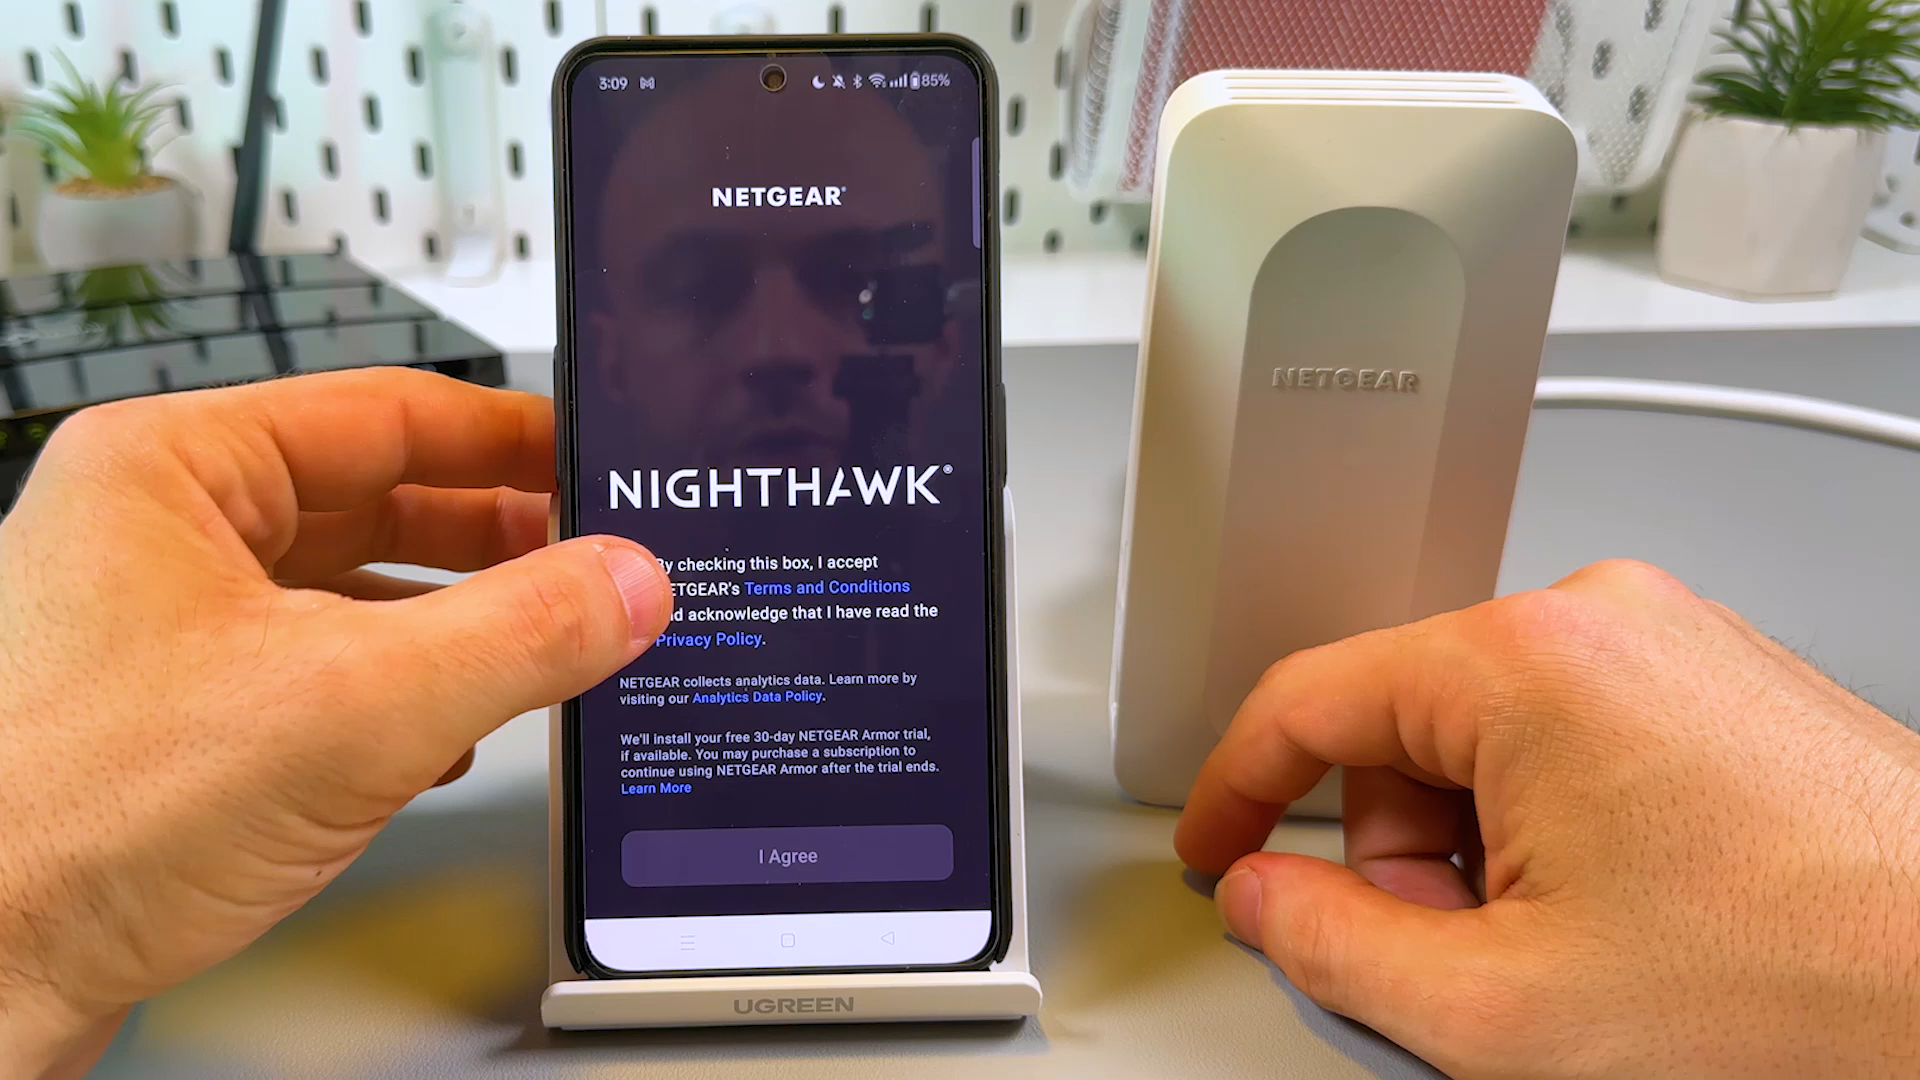 3:09
85%
NETGEAR®
NIGHTHAWK®
By checking this box, I accept
ETGEAR's Terms and Conditions
nd acknowledge that I have read the
Privacy Policy.
NETGEAR collects analytics data. Learn more by
visiting our Analytics Data Policy.
We'll install your free 30-day NETGEAR Armor trial,
if available. You may purchase a subscription to
continue using NETGEAR Armor after the trial ends.
Learn More
I Agree
UGREEN
NETGEAR